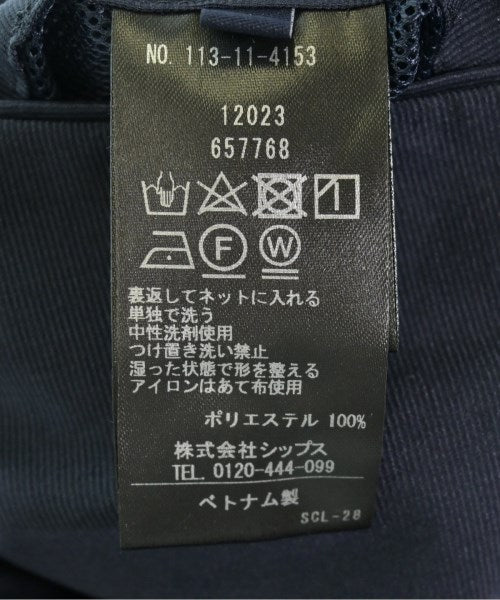 NO. 113-11-4153
12023
657768
F W
裏返してネットに入れる
単独で洗う
中性洗剤使用
つけ置き洗い禁止
湿った状態で形を整える
アイロンはあて布使用
ポリエステル 100%
株式会社シップス
TEL. 0120-444-099
ベトナム製
SCL-28